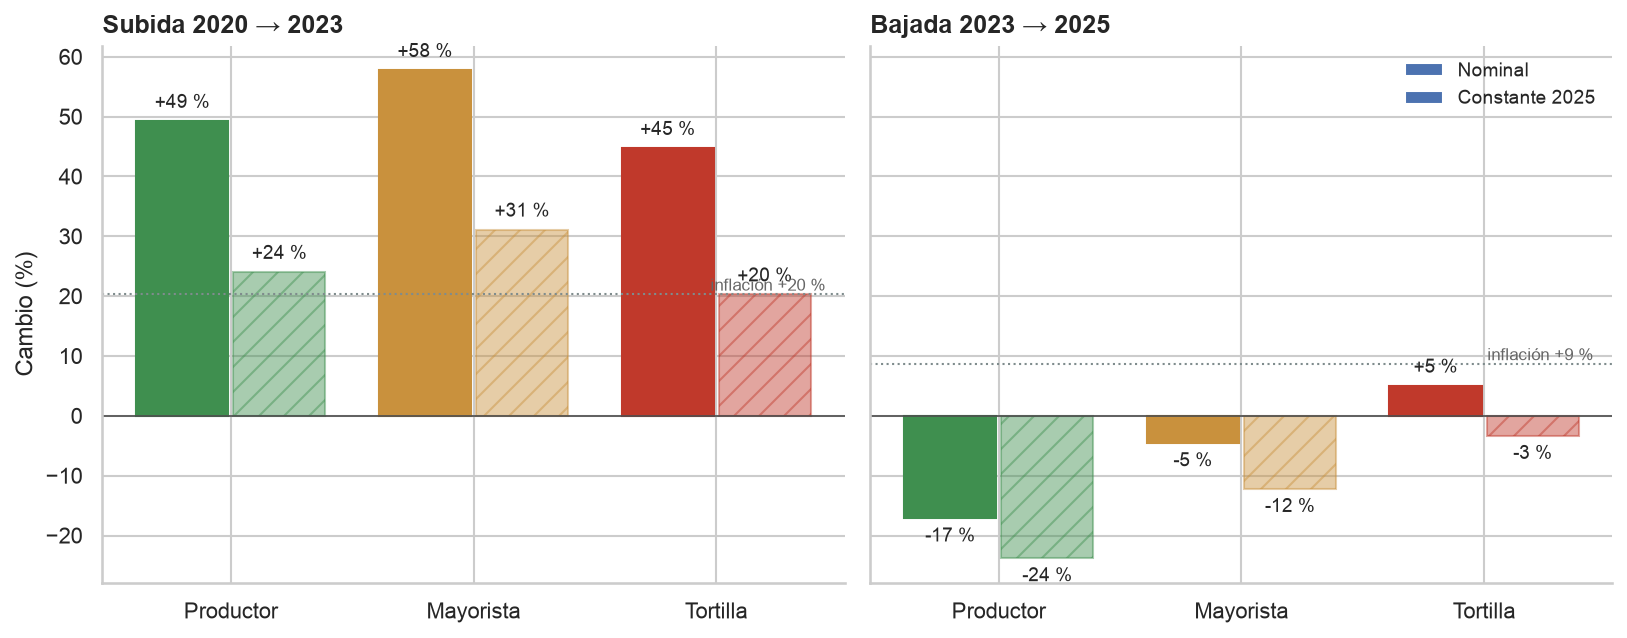 Subida 2020 → 2023
Cambio (%)
60
50
40
30
20
10
0
−10
−20
+49 %
+24 %
+58 %
+31 %
+45 %
+20 %
inflación +20 %
Productor
Mayorista
Tortilla
Bajada 2023 → 2025
Nominal
Constante 2025
inflación +9 %
-17 %
-24 %
-5 %
-12 %
+5 %
-3 %
Productor
Mayorista
Tortilla